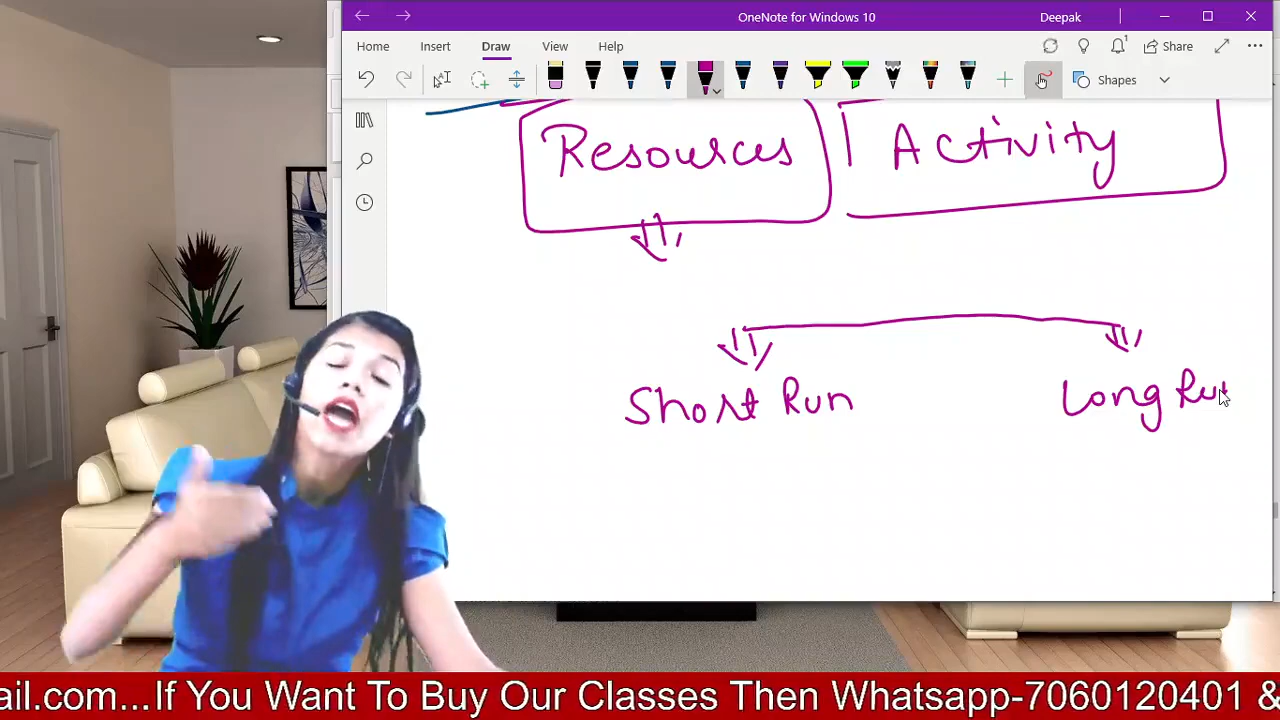 OneNote for Windows 10
Deepak
Home Insert Draw View Help
Share
Shapes
Resources Activity
Short Run Long Run
ail.com...If You Want To Buy Our Classes Then Whatsapp-7060120401 &